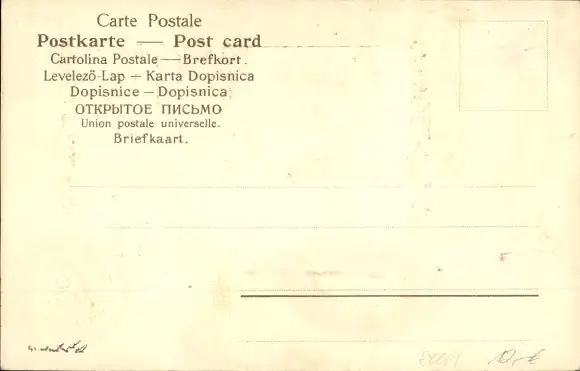 Carte Postale
Postkarte — Post card
Cartolina Postale — Brefkort.
Levelező-Lap — Karta Dopisnica
Dopisnice — Dopisnica
ОТКРЫТОЕ ПИСЬМО
Union postale universelle.
Briefkaart.